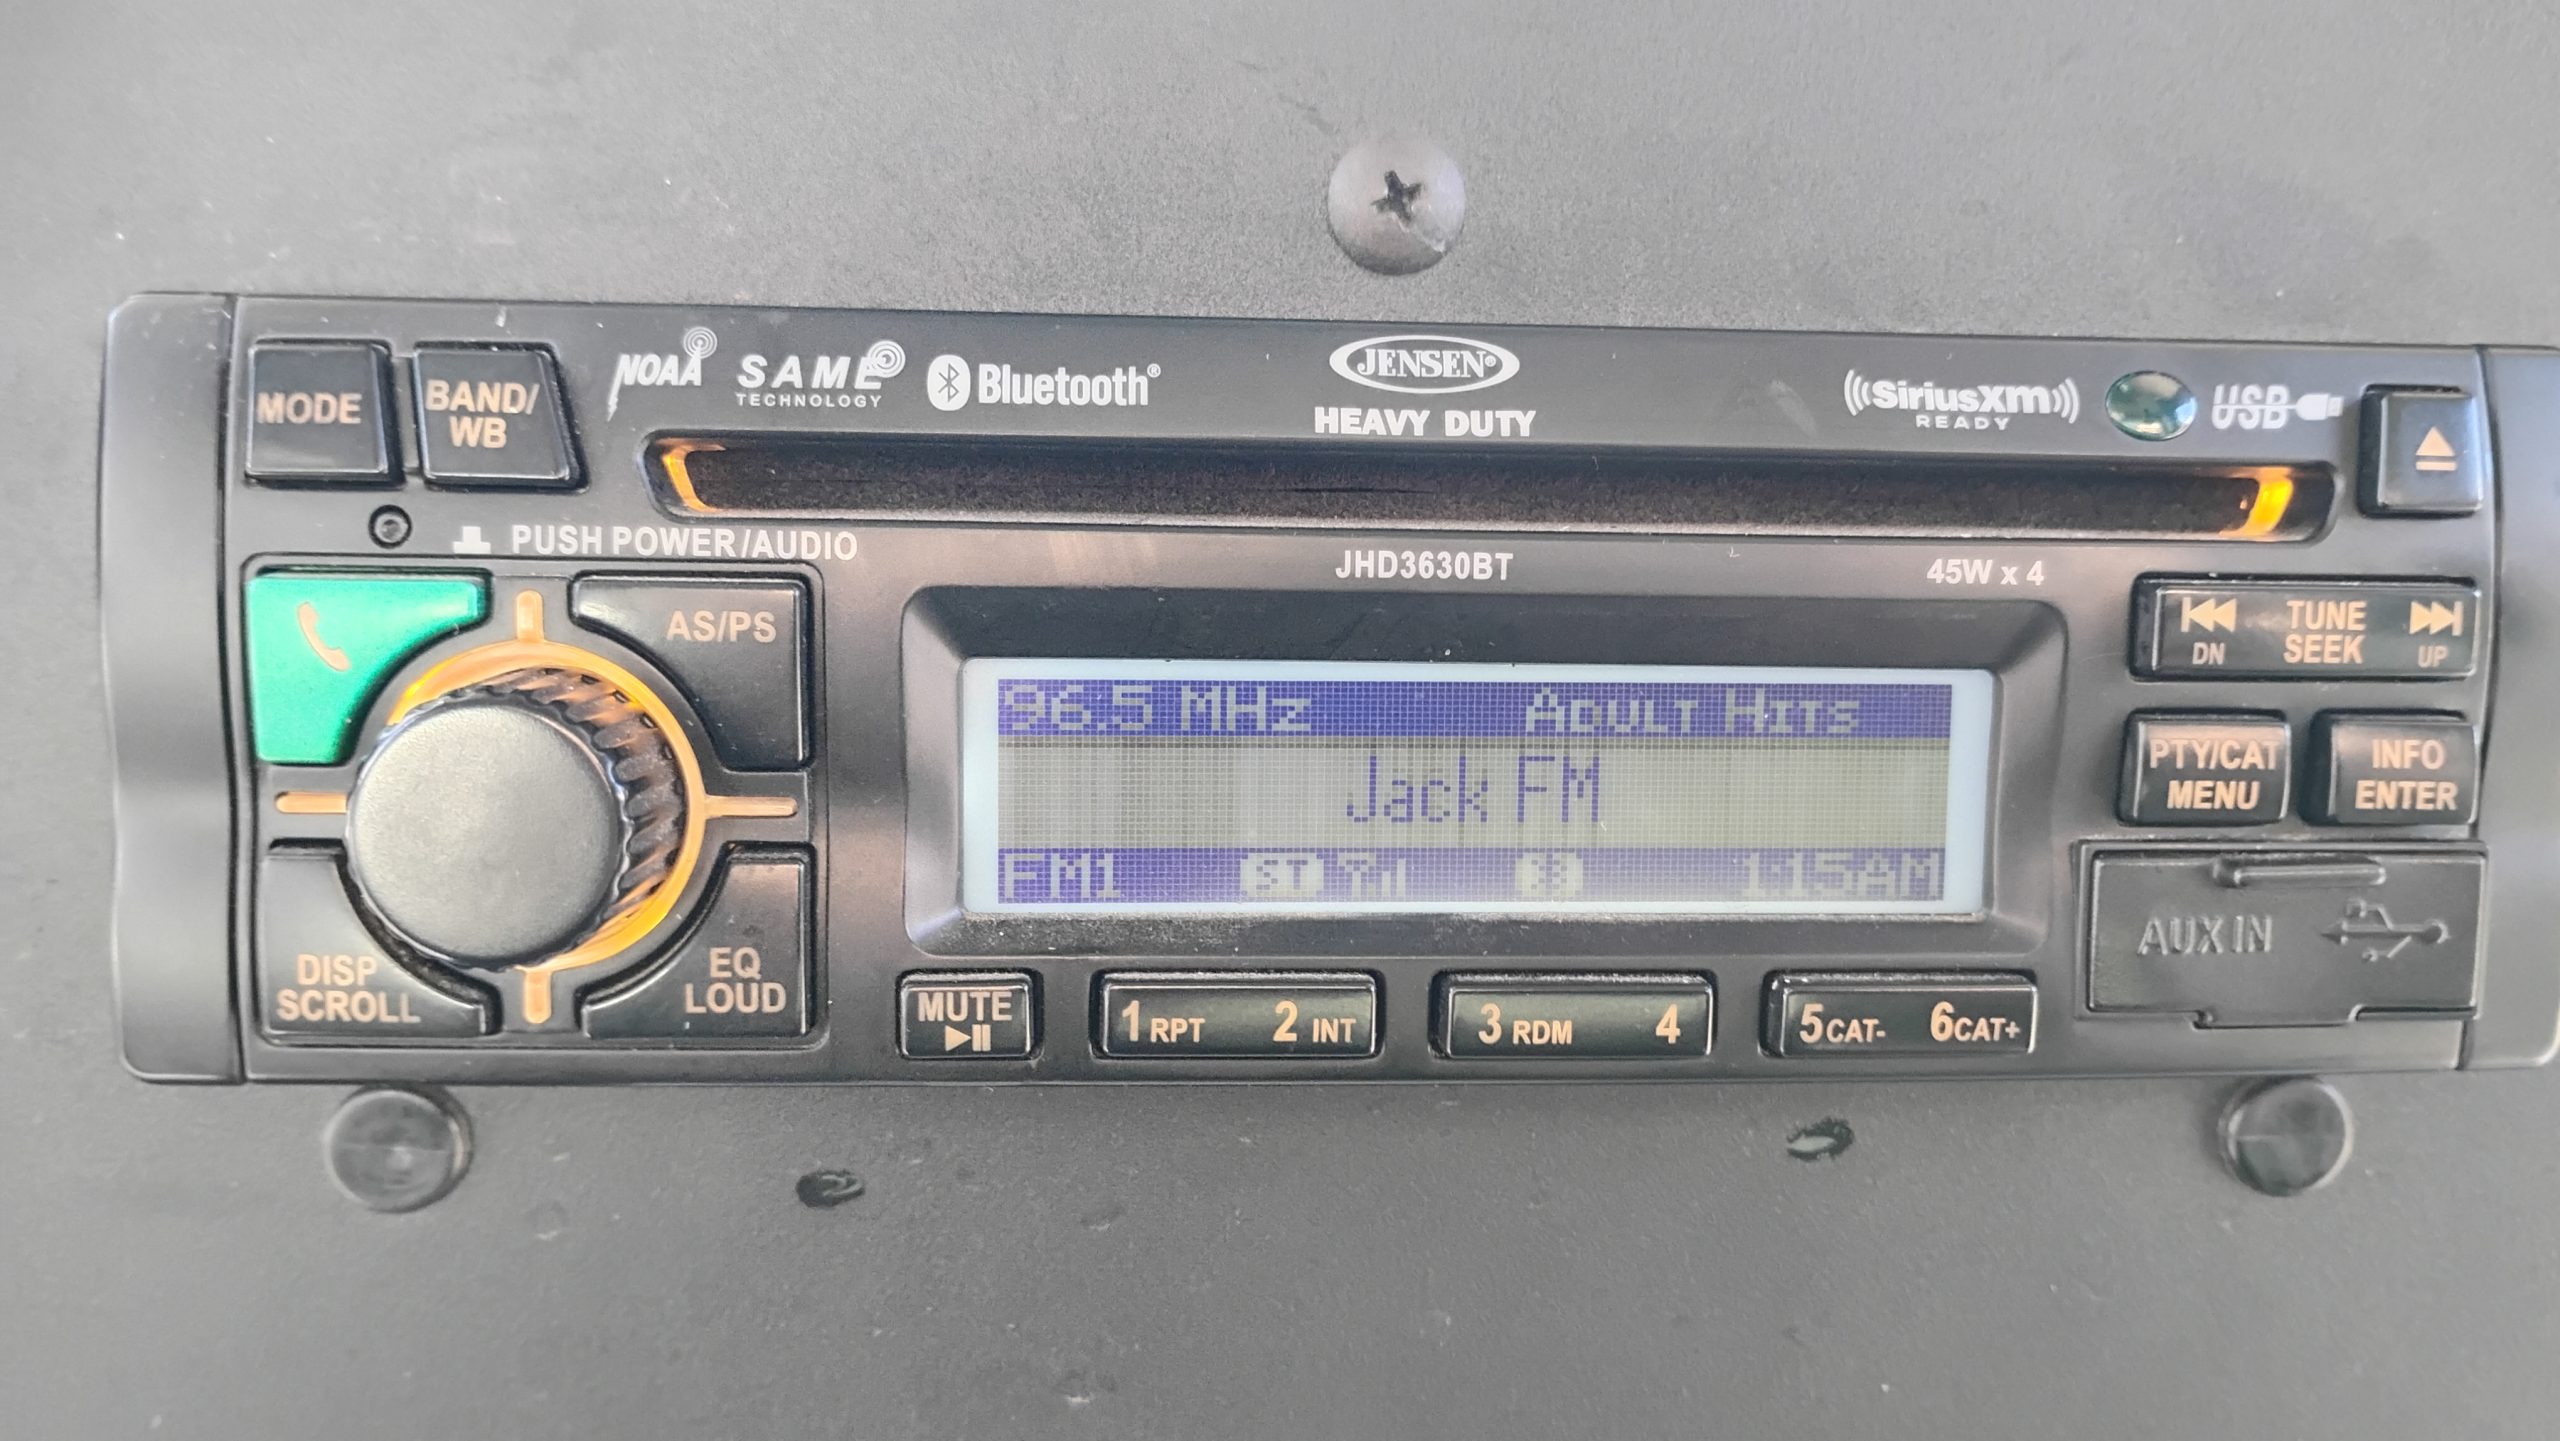 MODE
BAND/
WB
NOAA
SAME
TECHNOLOGY
Bluetooth®
JENSEN®
HEAVY DUTY
((SiriusXm))
READY
USB
PUSH POWER/AUDIO
JHD3630BT
45W x 4
AS/PS
DISP
SCROLL
EQ
LOUD
96.5 MHz ADULT HITS
Jack FM
FM1 ST 1:15AM
TUNE
SEEK
DN UP
PTY/CAT
MENU
INFO
ENTER
AUX IN
MUTE
1 RPT 2 INT
3 RDM 4
5 CAT- 6 CAT+